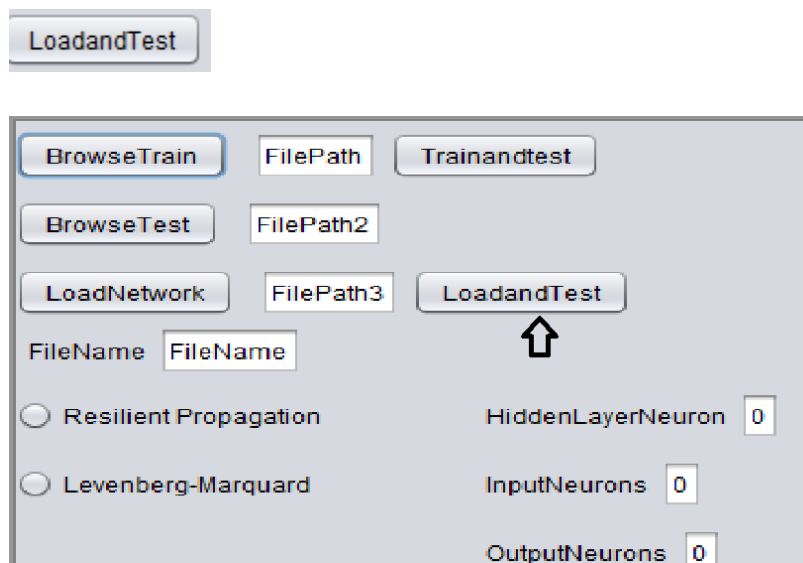 LoadandTest
BrowseTrain FilePath Trainandtest
BrowseTest FilePath2
LoadNetwork FilePath3 LoadandTest
FileName FileName
Resilient Propagation HiddenLayerNeuron 0
Levenberg-Marquard InputNeurons 0
OutputNeurons 0